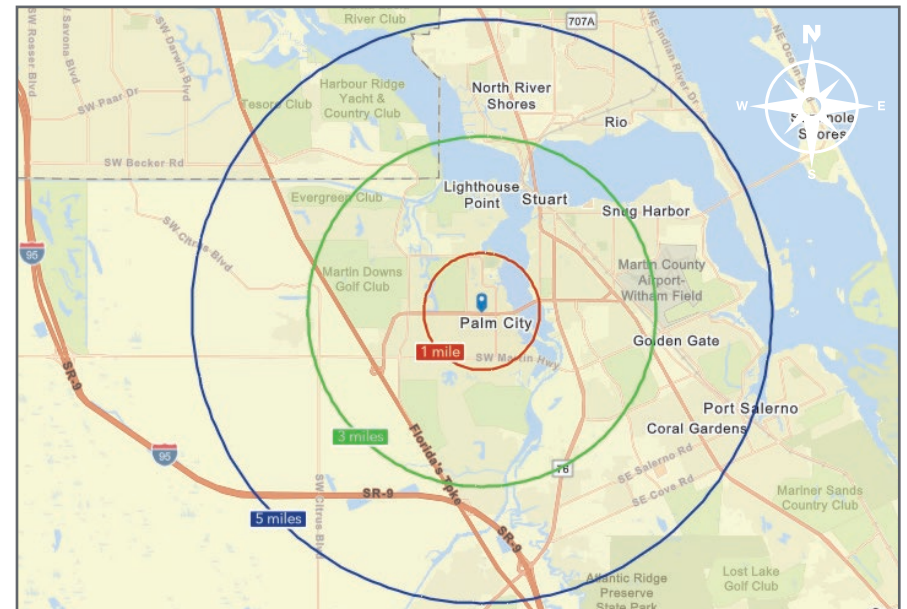 River Club
707A
SW Rosser Blvd
SW Savona Blvd
SW Darwin Blvd
NE Indian River Dr
N
W
E
S
Harbour Ridge
Yacht &
Country Club
Tesoro Club
SW Paar Dr
North River
Shores
Rio
Shores
SW Becker Rd
Evergreen Club
Lighthouse
Point
Stuart
Snug Harbor
SW Citrus Blvd
95
Martin Downs
Golf Club
Martin County
Airport-
Witham Field
Palm City
1 mile
SW Martin Hwy
Golden Gate
SR-9
Port Salerno
Coral Gardens
3 miles
Florida's Tpke
95
76
SE Salerno Rd
SE Cove Rd
SR-9
SW Citrus Blvd
Mariner Sands
Country Club
5 miles
SR-9
Atlantic Ridge
Preserve
State Park
Lost Lake
Golf Club